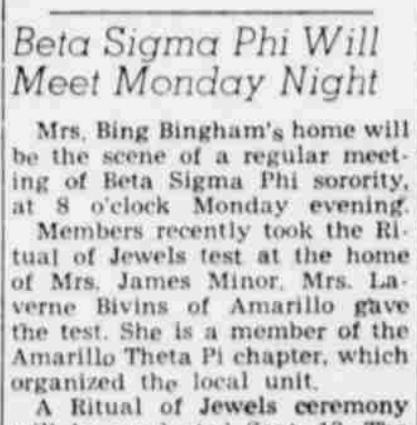 Beta Sigma Phi Will
Meet Monday Night
Mrs. Bing Bingham's home will
be the scene of a regular meet-
ing of Beta Sigma Phi sorority,
at 8 o'clock Monday evening.
Members recently took the Ri-
tual of Jewels test at the home
of Mrs. James Minor. Mrs. La-
verne Bivins of Amarillo gave
the test. She is a member of the
Amarillo Theta Pi chapter, which
organized the local unit.
A Ritual of Jewels ceremony